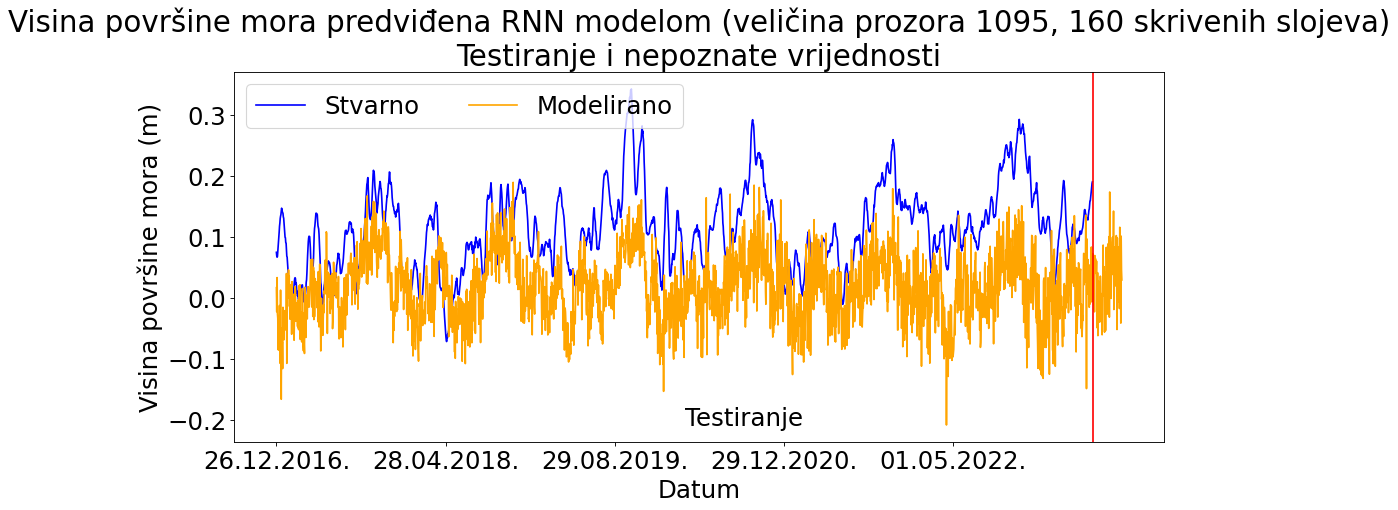 Visina površine mora predviđena RNN modelom (veličina prozora 1095, 160 skrivenih slojeva)
Testiranje i nepoznate vrijednosti
Stvarno Modelirano
Visina površine mora (m)
0.3
0.2
0.1
0.0
−0.1
−0.2
Testiranje
26.12.2016. 28.04.2018. 29.08.2019. 29.12.2020. 01.05.2022.
Datum